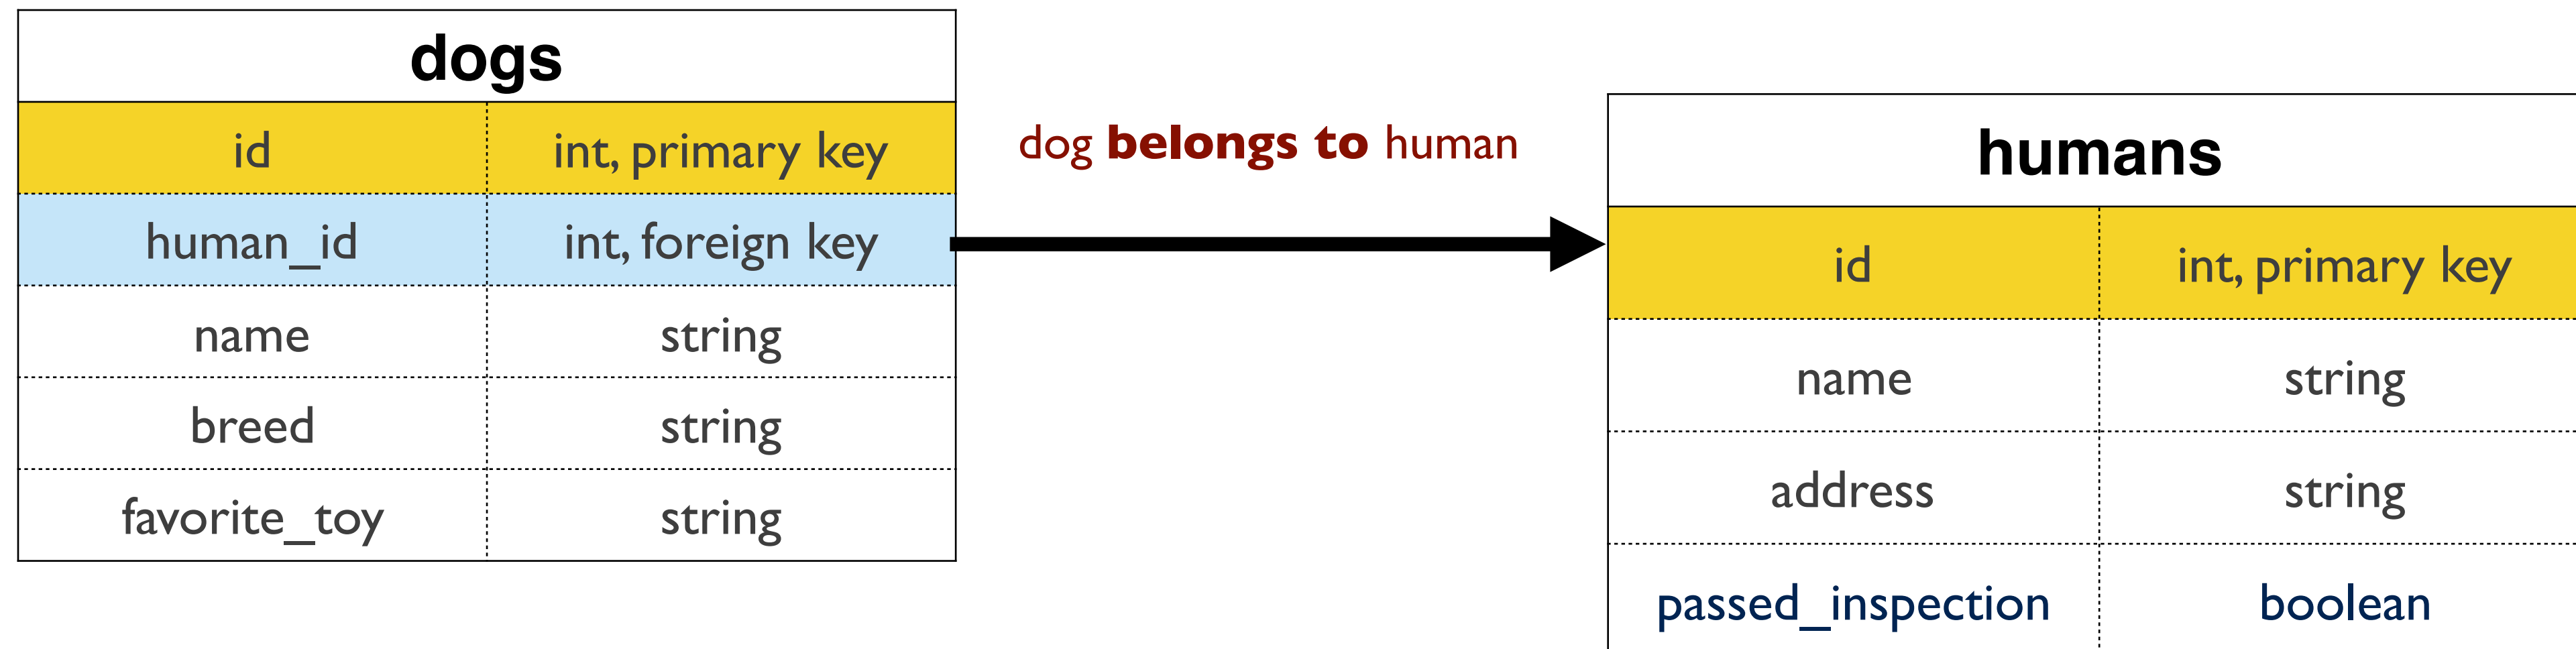 dogs
id int, primary key
human_id int, foreign key
name string
breed string
favorite_toy string
dog belongs to human
humans
id int, primary key
name string
address string
passed_inspection boolean